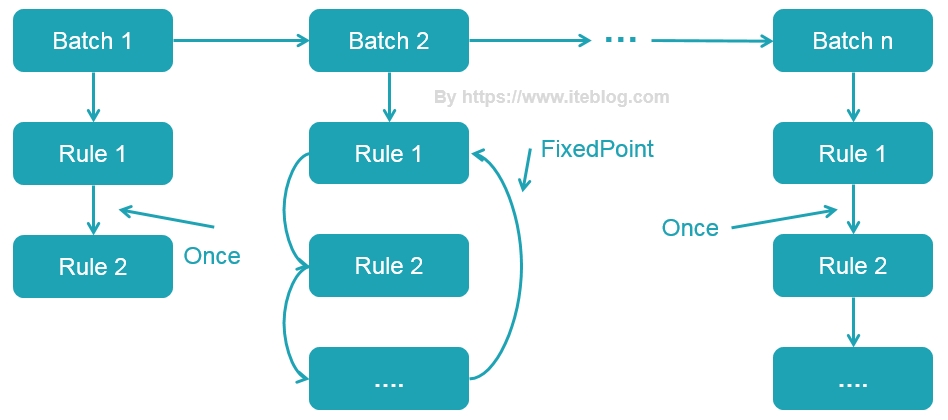 Batch 1
Batch 2
...
Batch n
By https://www.iteblog.com
Rule 1
Rule 1
FixedPoint
Rule 1
Once
Once
Rule 2
Rule 2
Rule 2
....
....